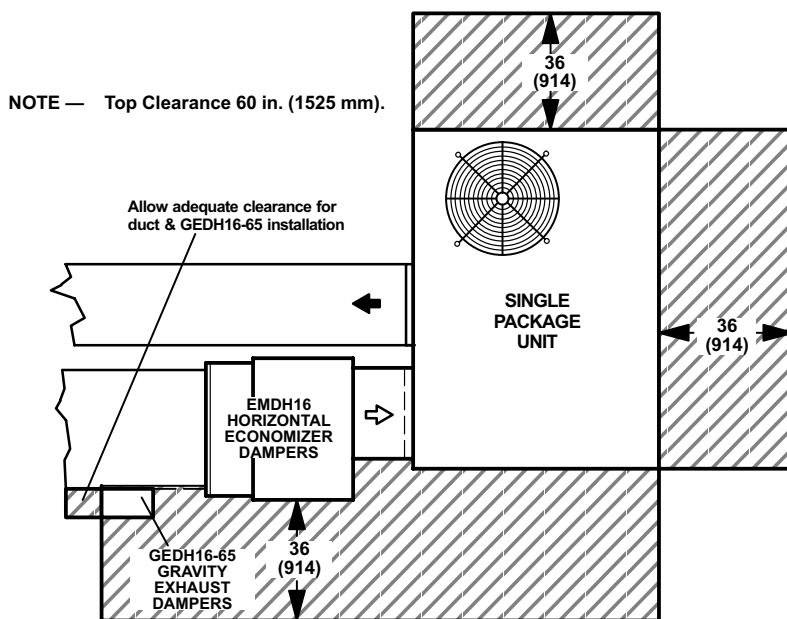 36
(914)
NOTE — Top Clearance 60 in. (1525 mm).
Allow adequate clearance for
duct & GEDH16-65 installation
SINGLE
PACKAGE
UNIT
36
(914)
EMDH16
HORIZONTAL
ECONOMIZER
DAMPERS
36
(914)
GEDH16-65
GRAVITY
EXHAUST
DAMPERS